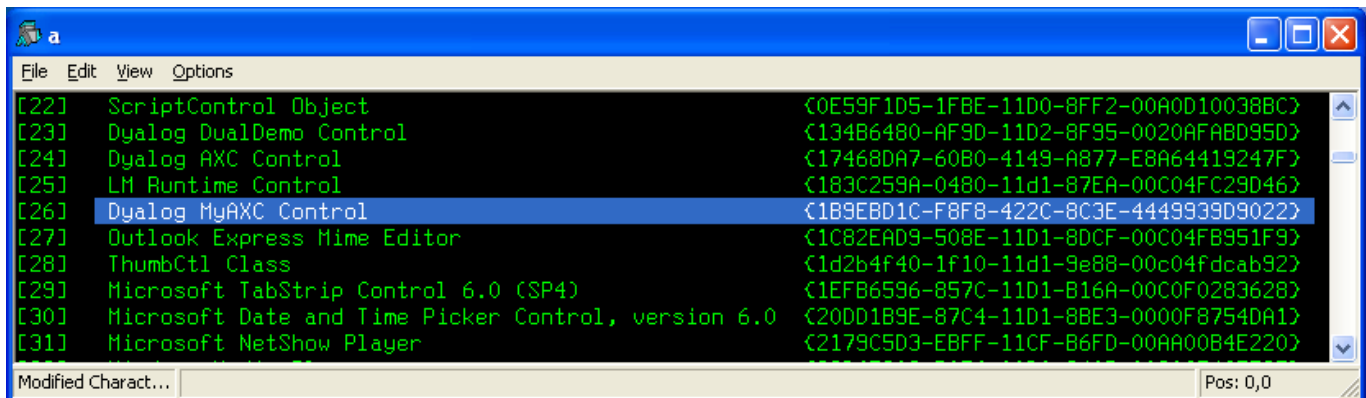 a
File Edit View Options
[22] ScriptControl Object {0E59F1D5-1FBE-11D0-8FF2-00A0D10038BC}
[23] Dyalog DualDemo Control {134B6480-AF9D-11D2-8F95-0020AFABD95D}
[24] Dyalog AXC Control {17468DA7-60B0-4149-A877-E8A64419247F}
[25] LM Runtime Control {183C259A-0480-11d1-87EA-00C04FC29D46}
[26] Dyalog MyAXC Control {1B9EBD1C-F8F8-422C-8C3E-4449939D9022}
[27] Outlook Express Mime Editor {1C82EAD9-508E-11D1-8DCF-00C04FB951F9}
[28] ThumbCtl Class {1d2b4f40-1f10-11d1-9e88-00c04fdcab92}
[29] Microsoft TabStrip Control 6.0 (SP4) {1EFB6596-857C-11D1-B16A-00C0F0283628}
[30] Microsoft Date and Time Picker Control, version 6.0 {20DD1B9E-87C4-11D1-8BE3-0000F8754DA1}
[31] Microsoft NetShow Player {2179C5D3-EBFF-11CF-B6FD-00AA00B4E220}
Modified Charact... Pos: 0,0